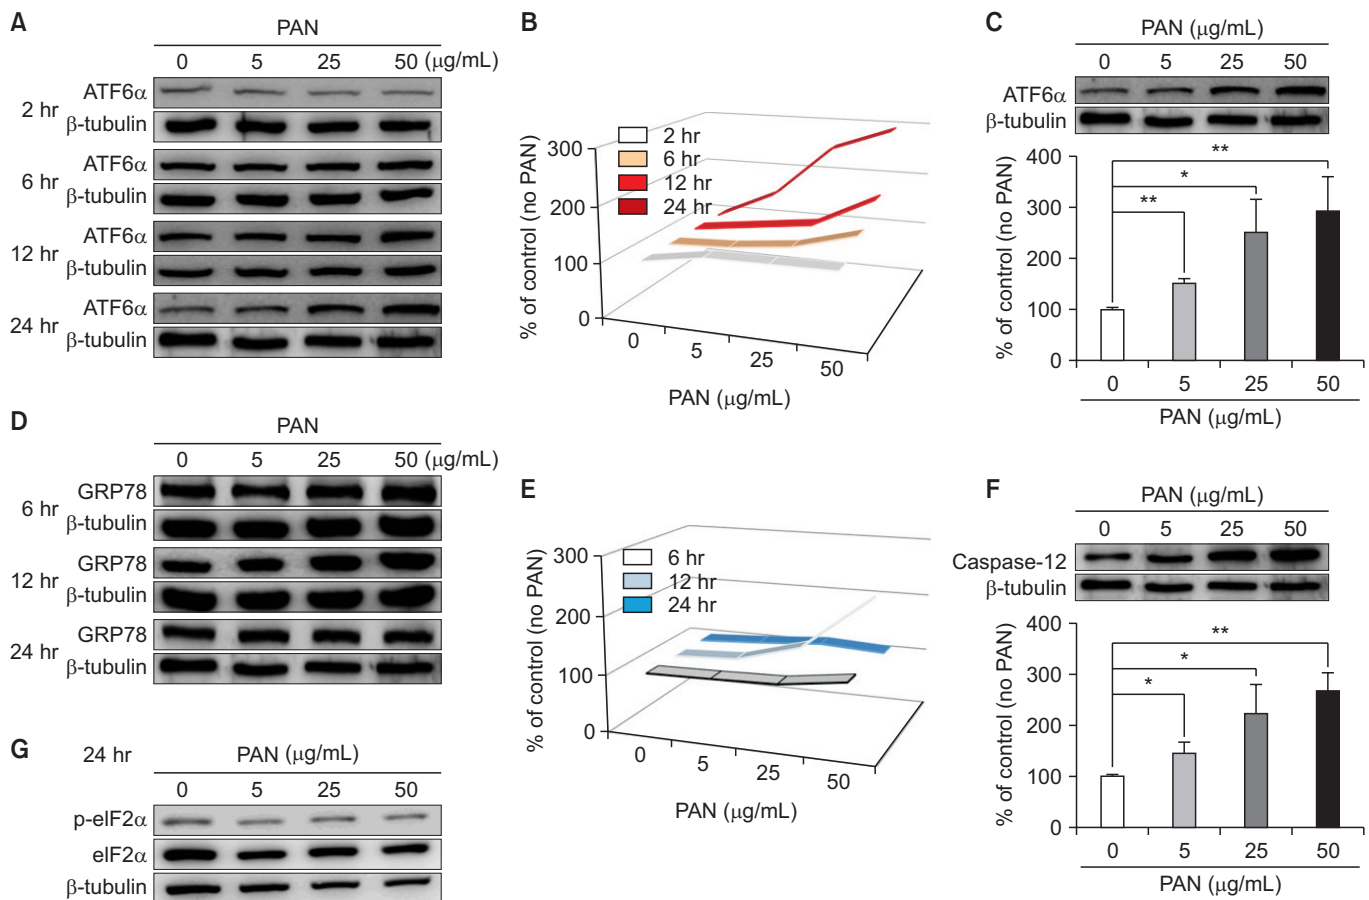 A
PAN
0 5 25 50 (μg/mL)
2 hr
ATF6α
β-tubulin
6 hr
ATF6α
β-tubulin
12 hr
ATF6α
β-tubulin
24 hr
ATF6α
β-tubulin
B
% of control (no PAN)
300
200
100
0
2 hr
6 hr
12 hr
24 hr
0 5 25 50
PAN (μg/mL)
C
PAN (μg/mL)
0 5 25 50
ATF6α
β-tubulin
% of control (no PAN)
400
300
200
100
0
**
*
**
0 5 25 50
PAN (μg/mL)
D
PAN
0 5 25 50 (μg/mL)
6 hr
GRP78
β-tubulin
12 hr
GRP78
β-tubulin
24 hr
GRP78
β-tubulin
E
% of control (no PAN)
300
200
100
0
6 hr
12 hr
24 hr
0 5 25 50
PAN (μg/mL)
F
PAN (μg/mL)
0 5 25 50
Caspase-12
β-tubulin
% of control (no PAN)
400
300
200
100
0
**
*
*
0 5 25 50
PAN (μg/mL)
G
24 hr PAN (μg/mL)
0 5 25 50
p-eIF2α
eIF2α
β-tubulin